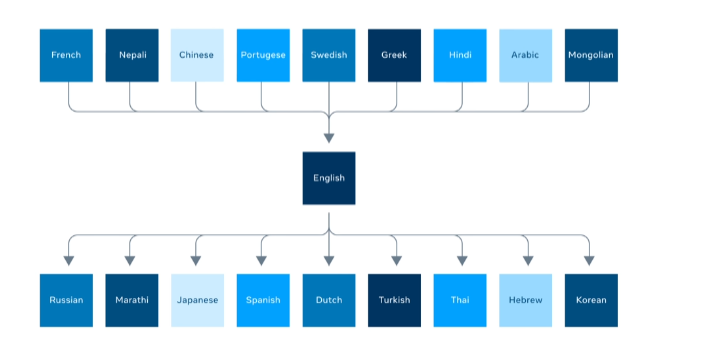 French
Nepali
Chinese
Portugese
Swedish
Greek
Hindi
Arabic
Mongolian
English
Russian
Marathi
Japanese
Spanish
Dutch
Turkish
Thai
Hebrew
Korean